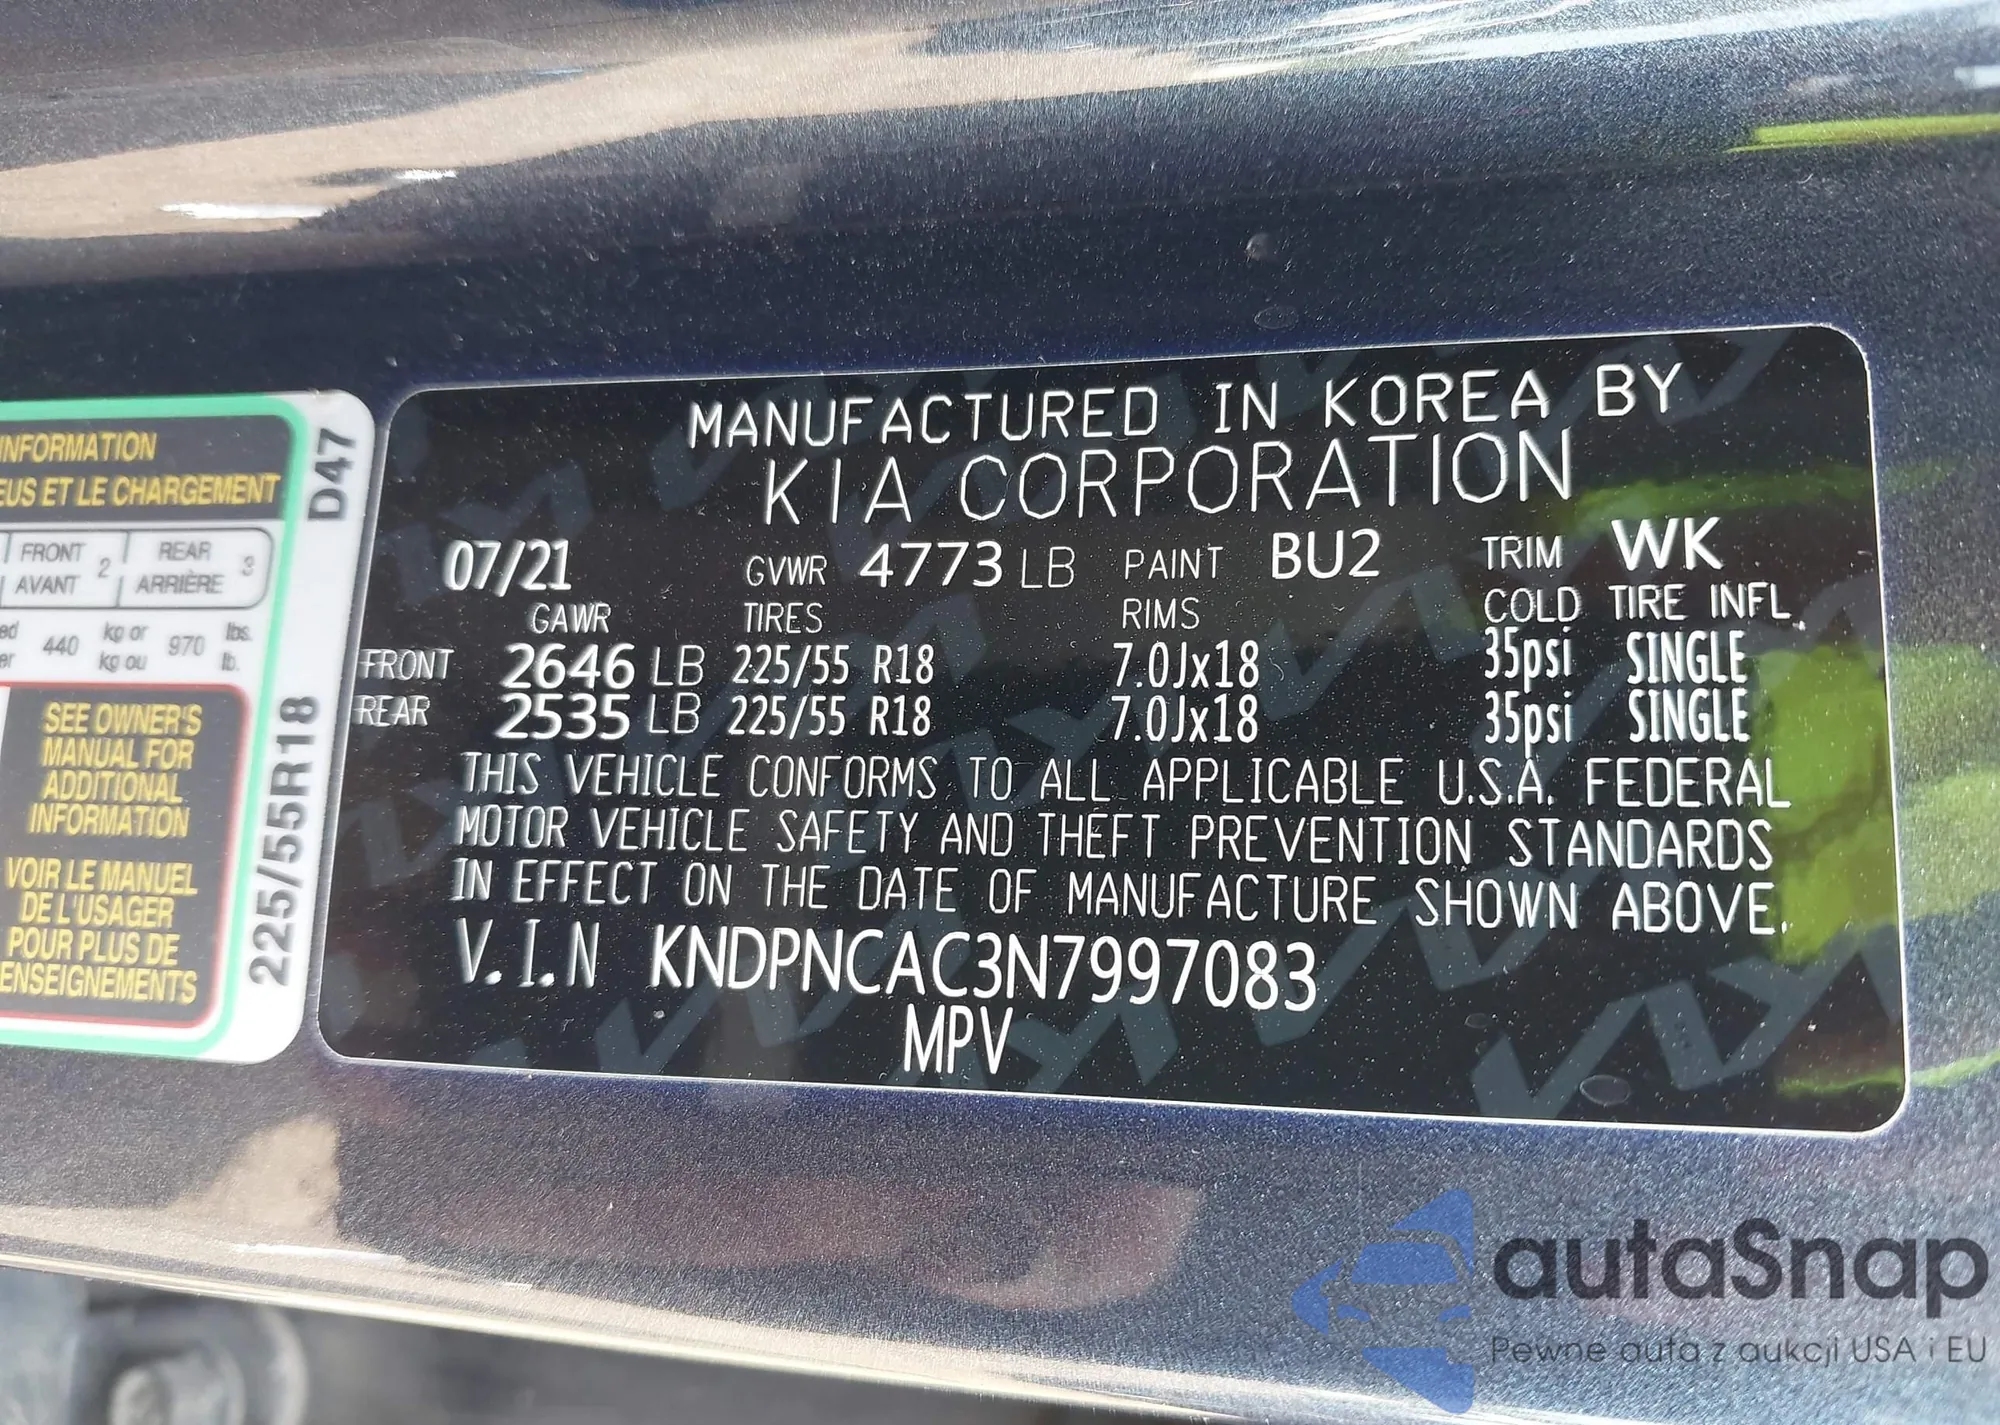 INFORMATION
EUS ET LE CHARGEMENT
FRONT 2 REAR 3
AVANT ARRIÈRE
440 kg or 970 lbs.
kg ou lb.
SEE OWNER'S
MANUAL FOR
ADDITIONAL
INFORMATION
VOIR LE MANUEL
DE L'USAGER
POUR PLUS DE
ENSEIGNEMENTS
225/55R18 D47
MANUFACTURED IN KOREA BY
KIA CORPORATION
07/21 GVWR 4773 LB PAINT BU2 TRIM WK
GAWR TIRES RIMS COLD TIRE INFL.
FRONT 2646 LB 225/55 R18 7.0Jx18 35psi SINGLE
REAR 2535 LB 225/55 R18 7.0Jx18 35psi SINGLE
THIS VEHICLE CONFORMS TO ALL APPLICABLE U.S.A. FEDERAL
MOTOR VEHICLE SAFETY AND THEFT PREVENTION STANDARDS
IN EFFECT ON THE DATE OF MANUFACTURE SHOWN ABOVE.
V.I.N KNDPNCAC3N7997083
MPV
autaSnap
Pewne auta z aukcji USA i EU